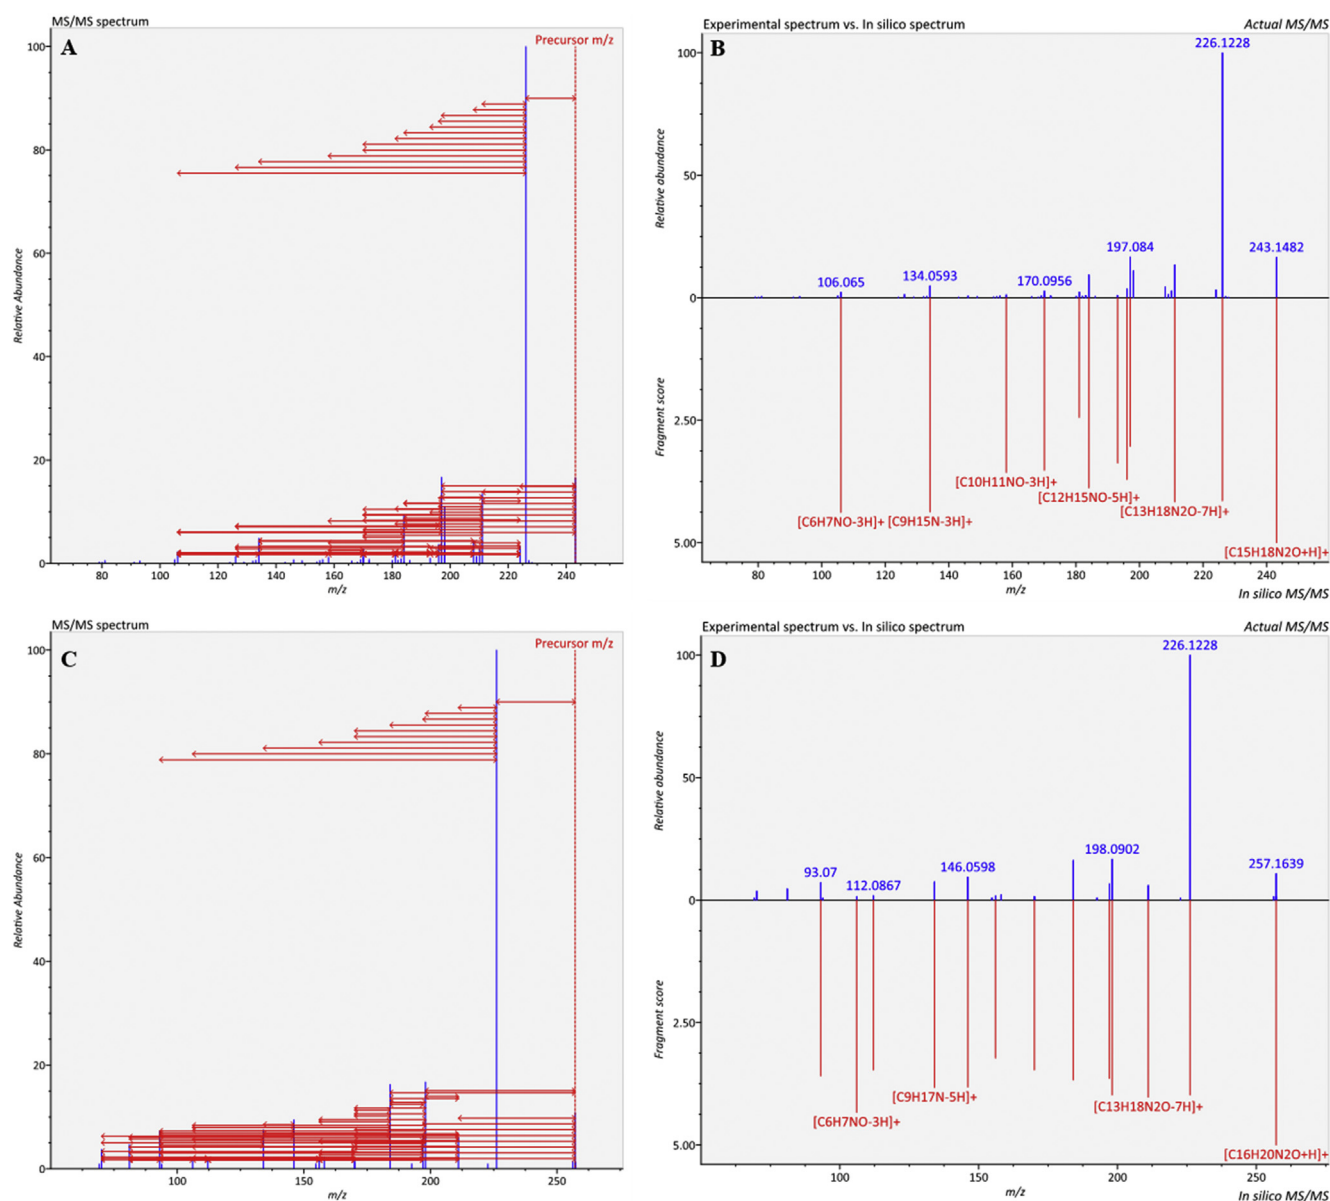 MS/MS spectrum
A
Precursor m/z
100
80
60
40
20
0
Relative Abundance
80 100 120 140 160 180 200 220 240
m/z
Experimental spectrum vs. In silico spectrum
Actual MS/MS
B
226.1228
100
50
0
Relative abundance
197.084
243.1482
170.0956
134.0593
106.065
2.50
5.00
Fragment score
[C10H11NO-3H]+
[C12H15NO-5H]+
[C13H18N2O-7H]+
[C6H7NO-3H]+
[C9H15N-3H]+
[C15H18N2O+H]+
80 100 120 140 160 180 200 220 240
m/z
In silico MS/MS
MS/MS spectrum
C
Precursor m/z
100
80
60
40
20
0
Relative Abundance
100 150 200 250
m/z
Experimental spectrum vs. In silico spectrum
Actual MS/MS
D
226.1228
100
50
0
Relative abundance
198.0902
257.1639
93.07
146.0598
112.0867
2.50
5.00
Fragment score
[C9H17N-5H]+
[C13H18N2O-7H]+
[C6H7NO-3H]+
[C16H20N2O+H]+
100 150 200 250
m/z
In silico MS/MS